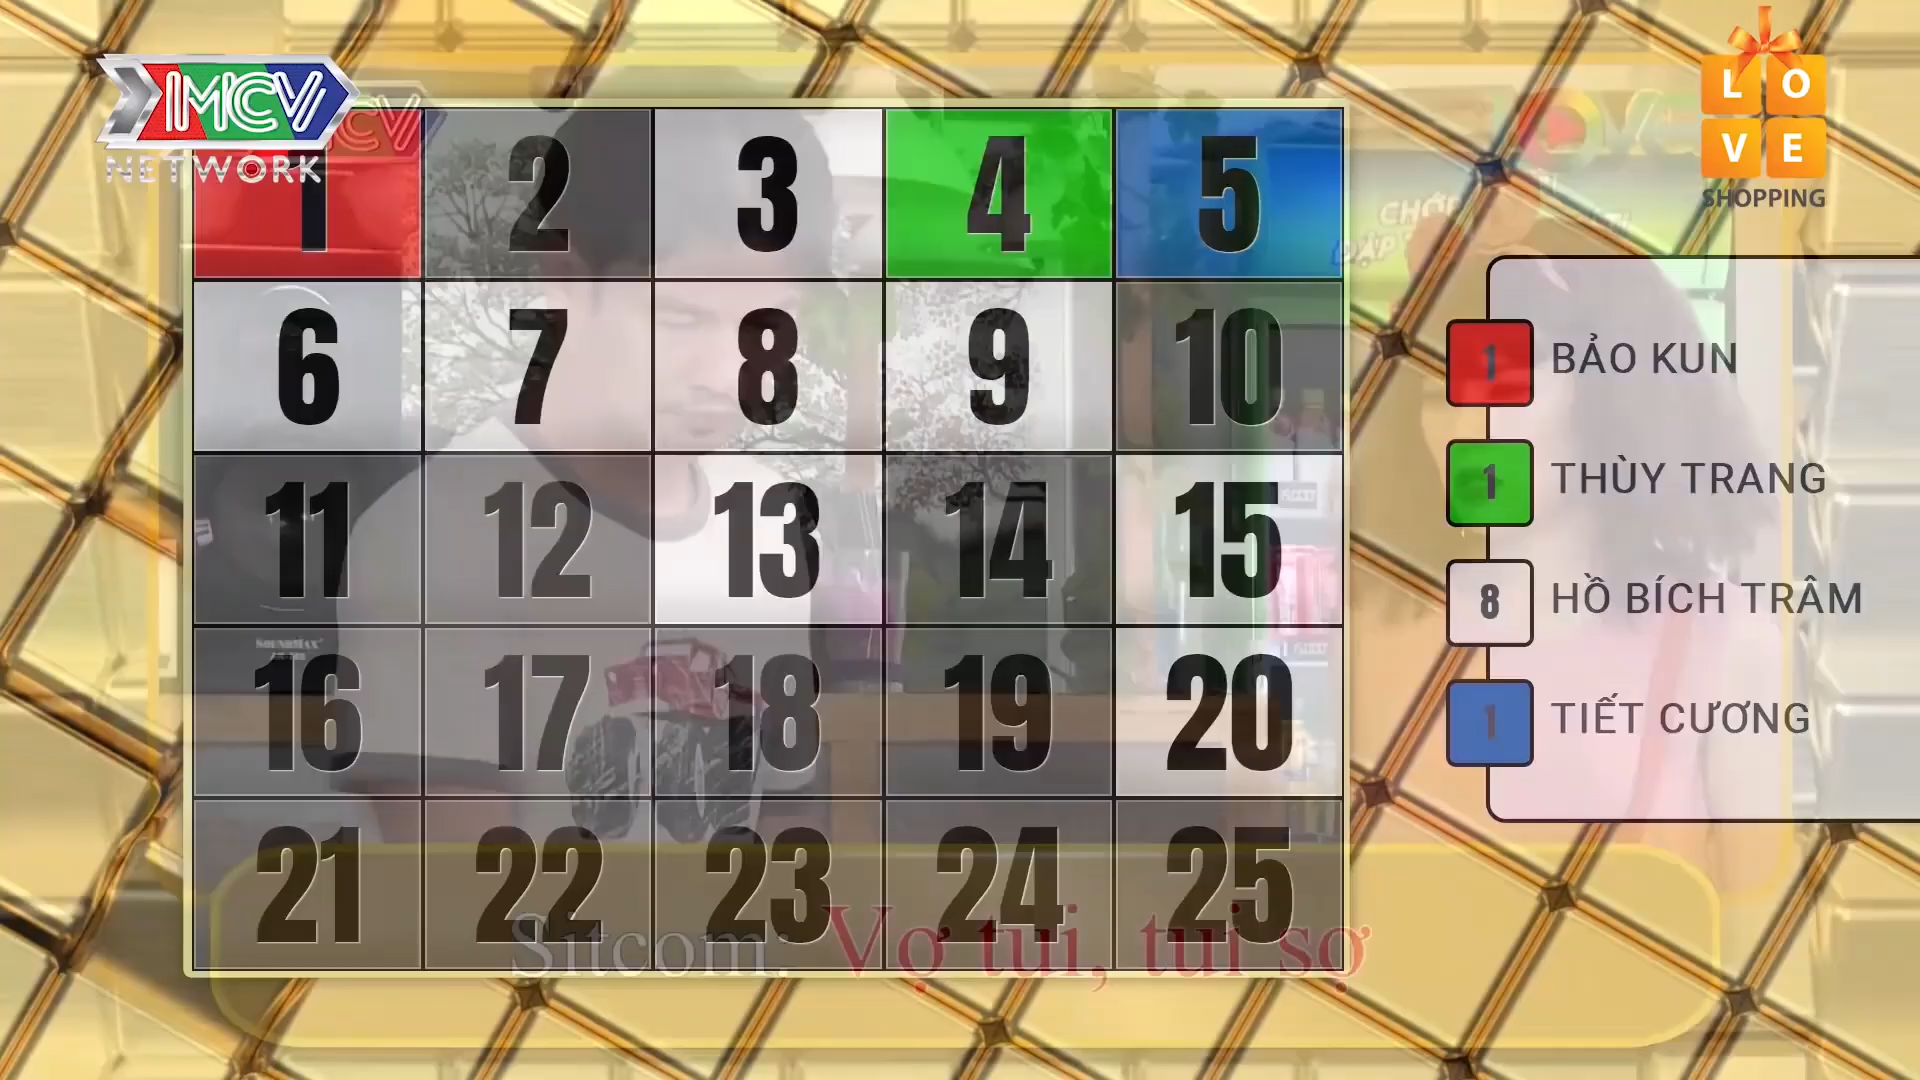 MCV
NETWORK
LOVE
SHOPPING
1 2 3 4 5
6 7 8 9 10
11 12 13 14 15
16 17 18 19 20
21 22 23 24 25
1 BẢO KUN
1 THÙY TRANG
8 HỒ BÍCH TRÂM
1 TIẾT CƯƠNG
SOUNDMAX
Sitcom: Vợ tui, tui sợ